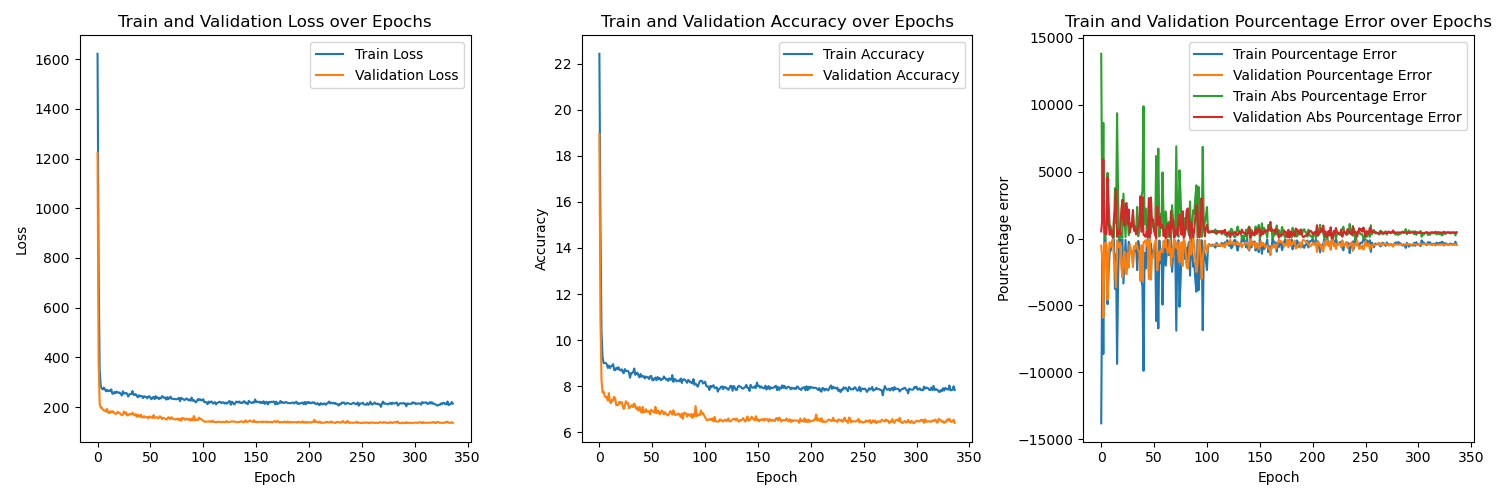 Train and Validation Loss over Epochs
Train Loss
Validation Loss
1600
1400
1200
1000
800
600
400
200
Loss
0 50 100 150 200 250 300 350
Epoch
Train and Validation Accuracy over Epochs
Train Accuracy
Validation Accuracy
22
20
18
16
14
12
10
8
6
Accuracy
0 50 100 150 200 250 300 350
Epoch
Train and Validation Pourcentage Error over Epochs
Train Pourcentage Error
Validation Pourcentage Error
Train Abs Pourcentage Error
Validation Abs Pourcentage Error
15000
10000
5000
0
−5000
−10000
−15000
Pourcentage error
0 50 100 150 200 250 300 350
Epoch